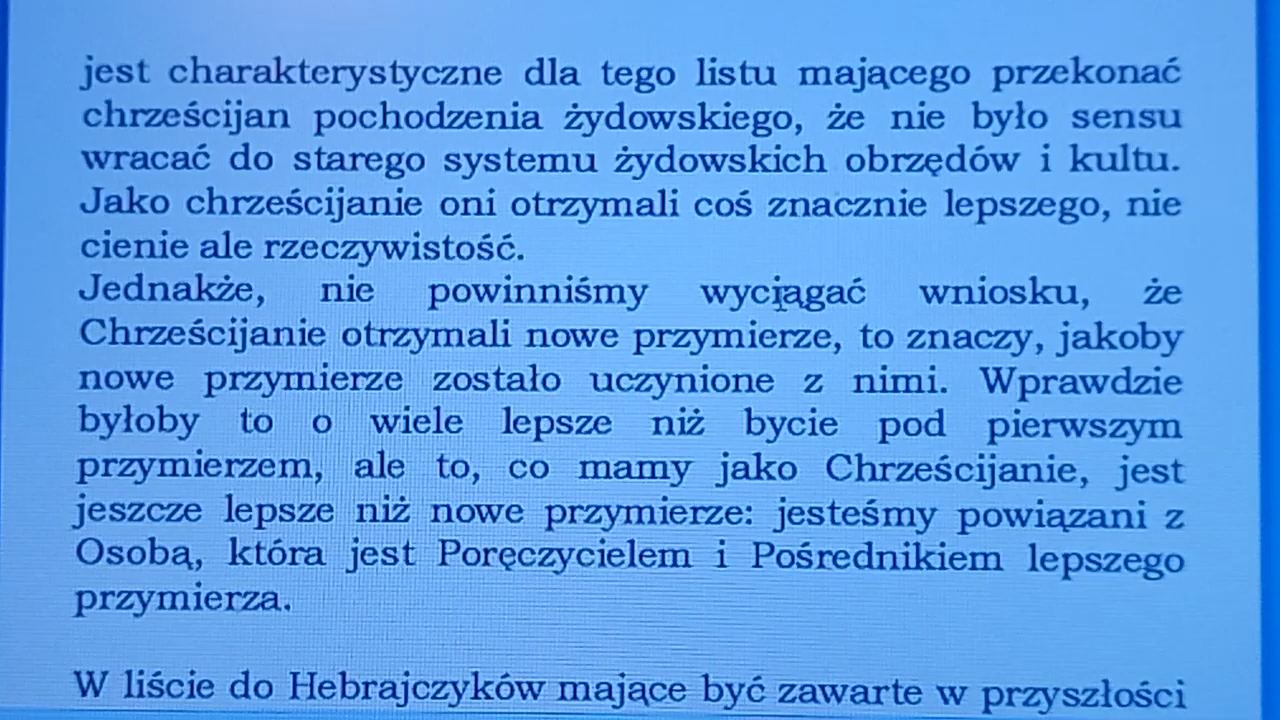 jest charakterystyczne dla tego listu mającego przekonać
chrześcijan pochodzenia żydowskiego, że nie było sensu
wracać do starego systemu żydowskich obrzędów i kultu.
Jako chrześcijanie oni otrzymali coś znacznie lepszego, nie
cienie ale rzeczywistość.
Jednakże, nie powinniśmy wyciągać wniosku, że
Chrześcijanie otrzymali nowe przymierze, to znaczy, jakoby
nowe przymierze zostało uczynione z nimi. Wprawdzie
byłoby to o wiele lepsze niż bycie pod pierwszym
przymierzem, ale to, co mamy jako Chrześcijanie, jest
jeszcze lepsze niż nowe przymierze: jesteśmy powiązani z
Osobą, która jest Poręczycielem i Pośrednikiem lepszego
przymierza.
W liście do Hebrajczyków mające być zawarte w przyszłości